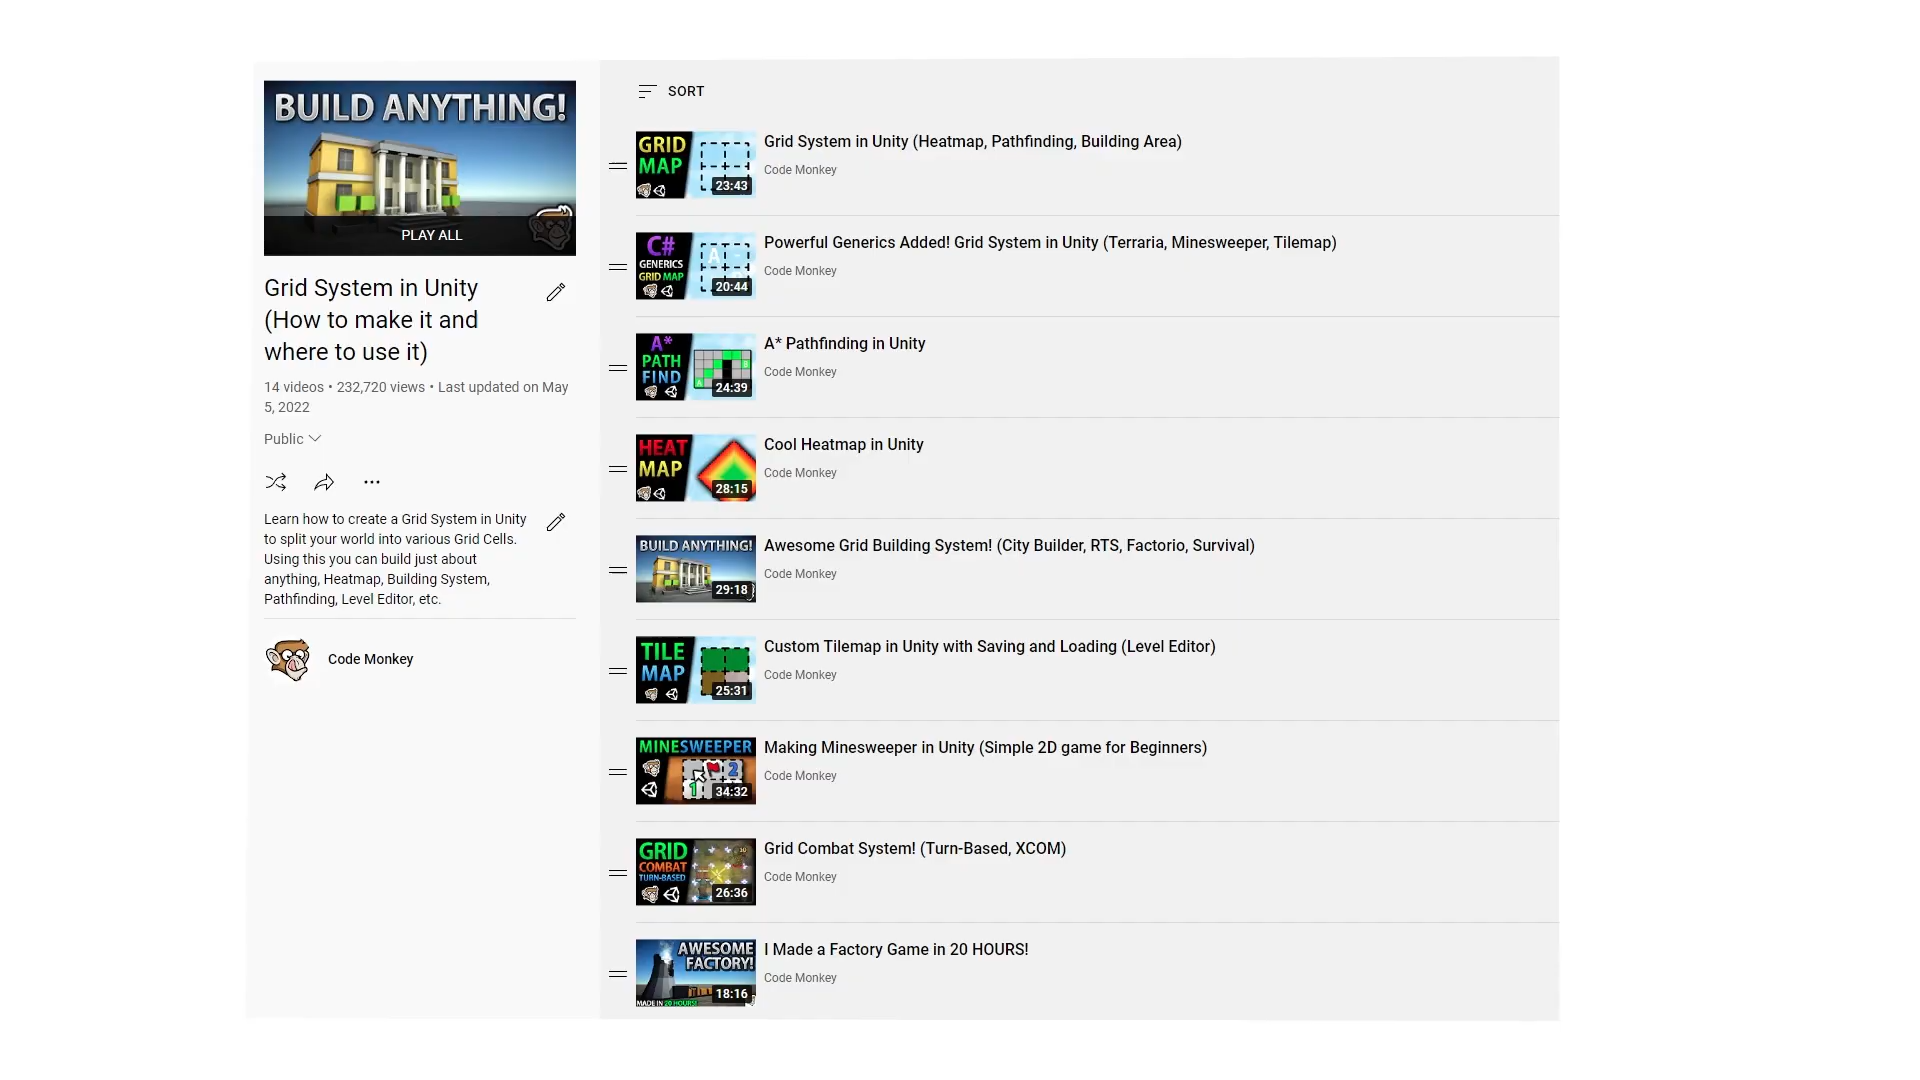 BUILD ANYTHING!
PLAY ALL
Grid System in Unity
(How to make it and
where to use it)
14 videos • 232,720 views • Last updated on May
5, 2022
Public
Learn how to create a Grid System in Unity
to split your world into various Grid Cells.
Using this you can build just about
anything, Heatmap, Building System,
Pathfinding, Level Editor, etc.
Code Monkey
SORT
GRID
MAP
23:43
Grid System in Unity (Heatmap, Pathfinding, Building Area)
Code Monkey
C#
GENERICS
GRID MAP
20:44
Powerful Generics Added! Grid System in Unity (Terraria, Minesweeper, Tilemap)
Code Monkey
A*
PATH
FIND
24:39
A* Pathfinding in Unity
Code Monkey
HEAT
MAP
28:15
Cool Heatmap in Unity
Code Monkey
BUILD ANYTHING!
29:18
Awesome Grid Building System! (City Builder, RTS, Factorio, Survival)
Code Monkey
TILE
MAP
25:31
Custom Tilemap in Unity with Saving and Loading (Level Editor)
Code Monkey
MINESWEEPER
2
1
34:32
Making Minesweeper in Unity (Simple 2D game for Beginners)
Code Monkey
GRID
COMBAT
TURN-BASED
26:36
Grid Combat System! (Turn-Based, XCOM)
Code Monkey
AWESOME
FACTORY!
MADE IN 20 HOURS!
18:16
I Made a Factory Game in 20 HOURS!
Code Monkey